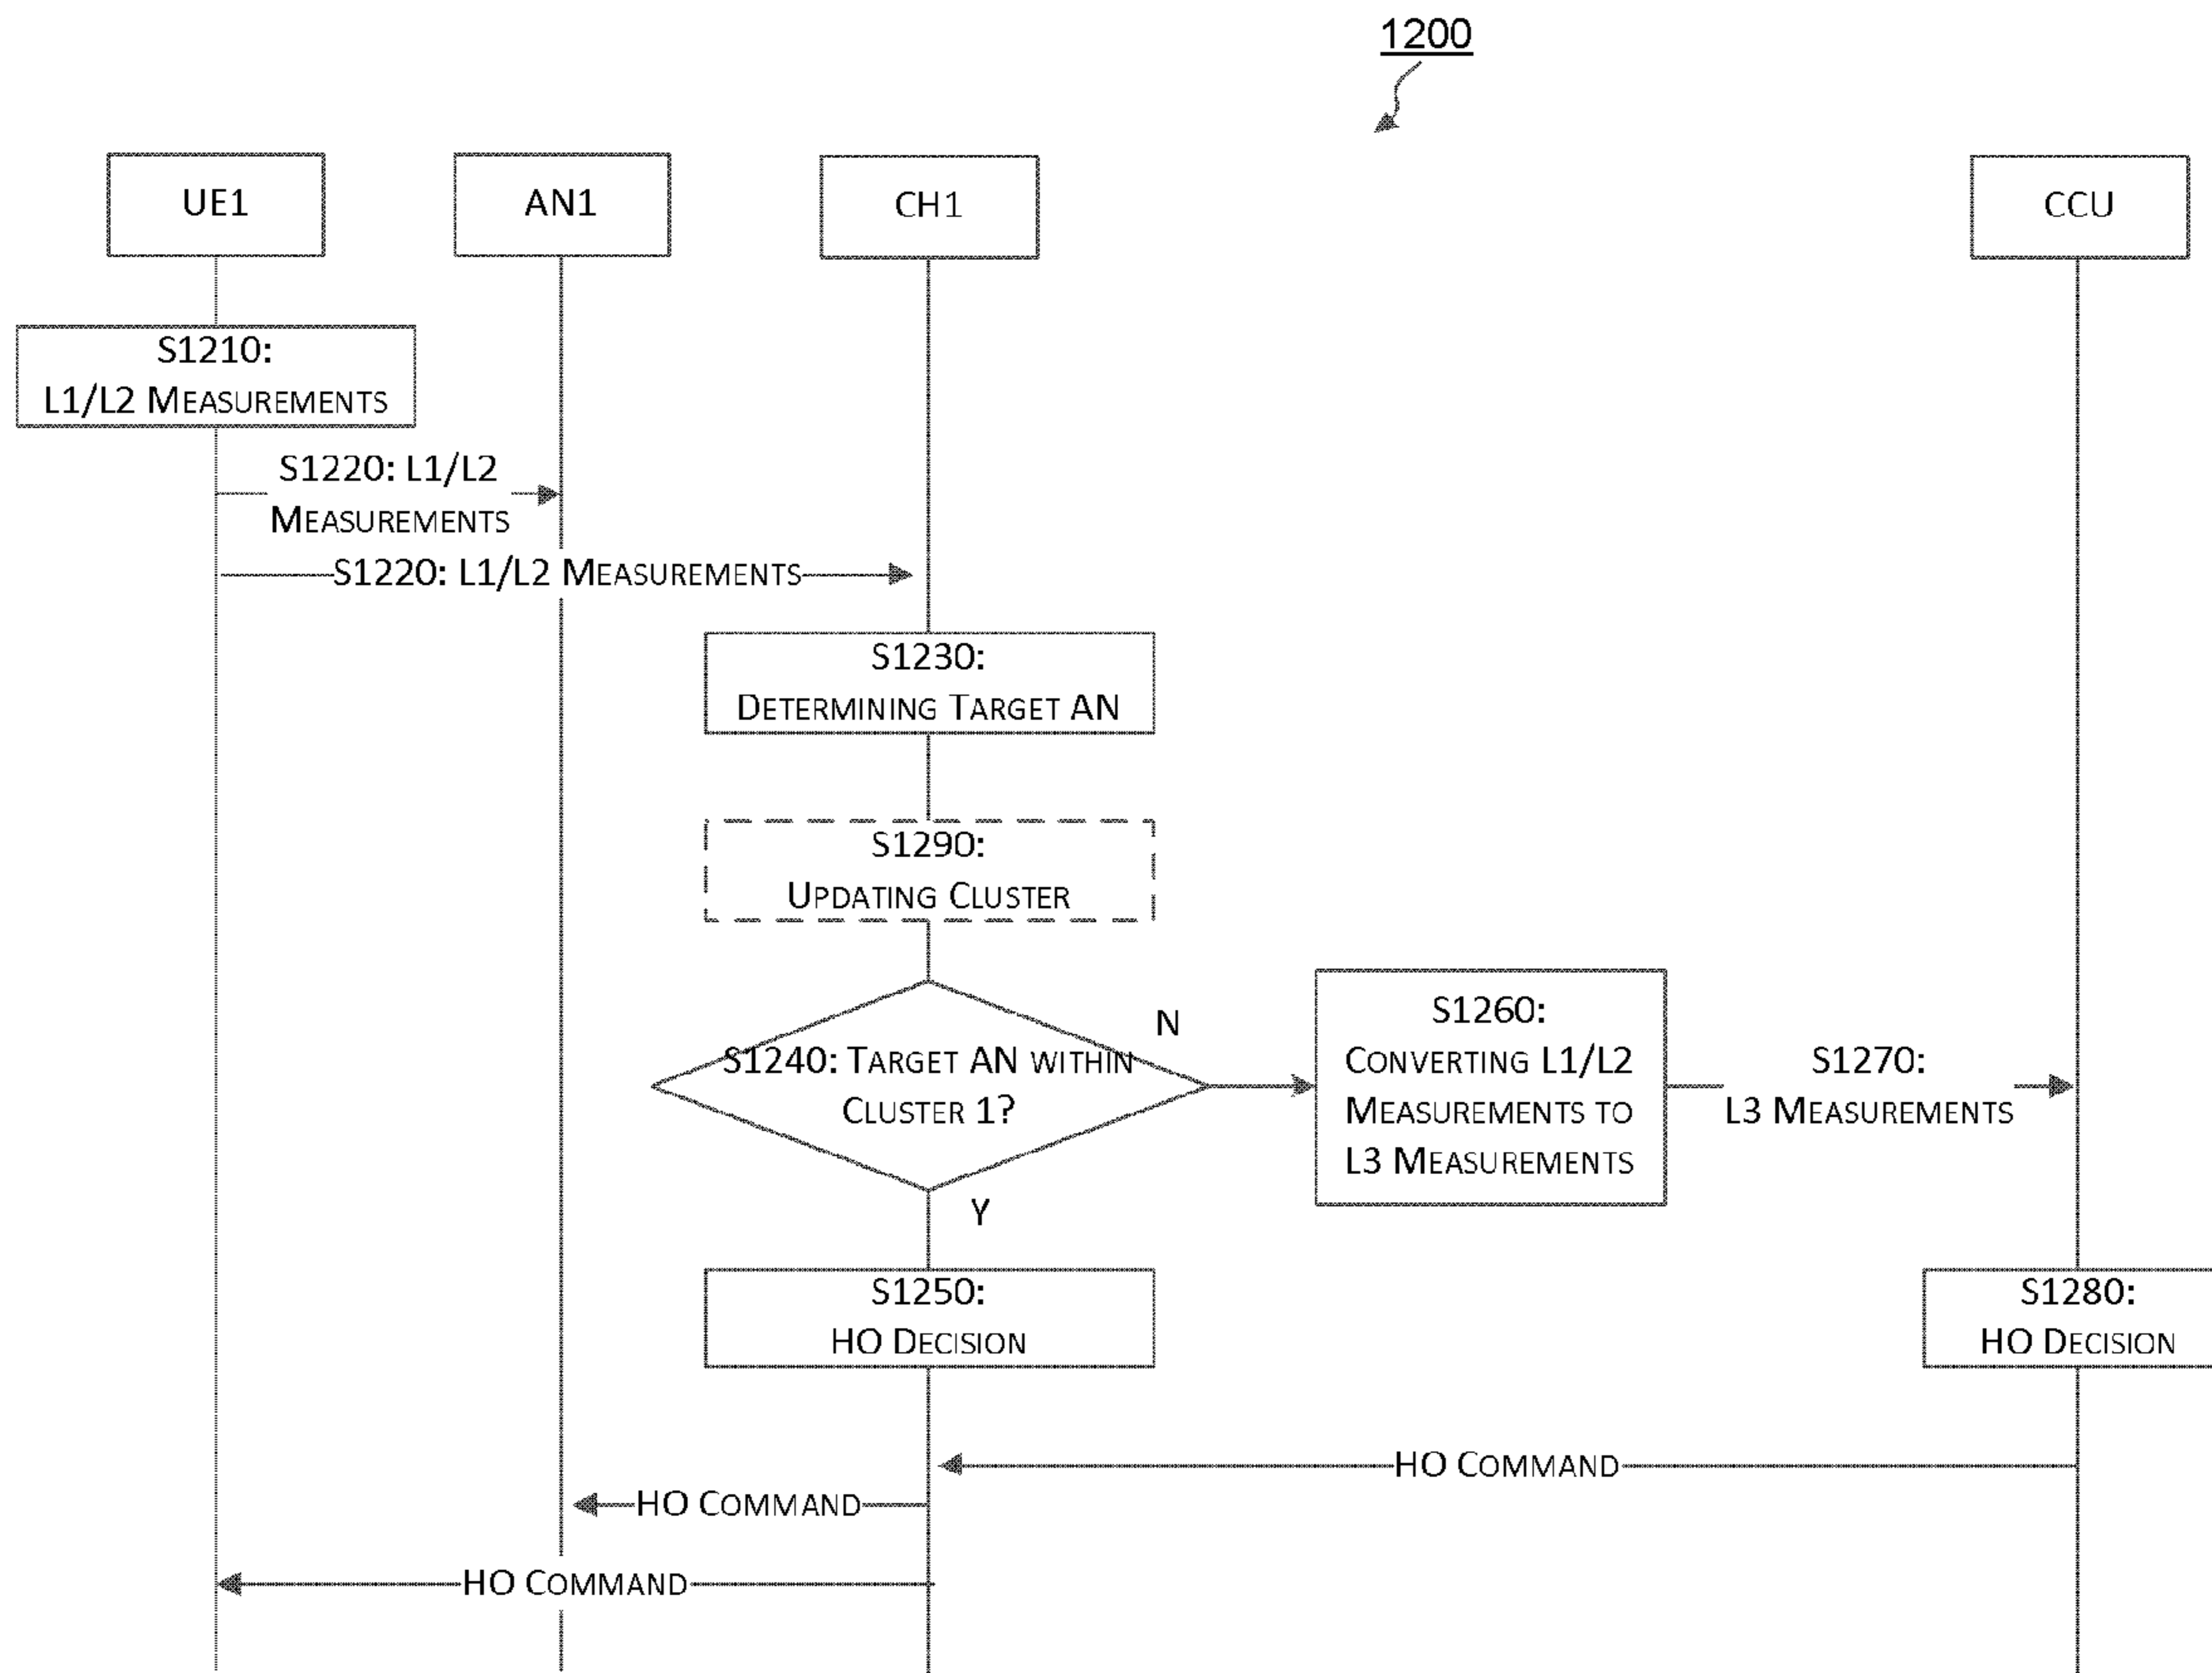 1200
UE1
AN1
CH1
CCU
S1210:
L1/L2 MEASUREMENTS
S1220: L1/L2
MEASUREMENTS
S1220: L1/L2 MEASUREMENTS
S1230:
DETERMINING TARGET AN
S1290:
UPDATING CLUSTER
S1240: TARGET AN WITHIN
CLUSTER 1?
N
Y
S1260:
CONVERTING L1/L2
MEASUREMENTS TO
L3 MEASUREMENTS
S1270:
L3 MEASUREMENTS
S1250:
HO DECISION
S1280:
HO DECISION
HO COMMAND
HO COMMAND
HO COMMAND